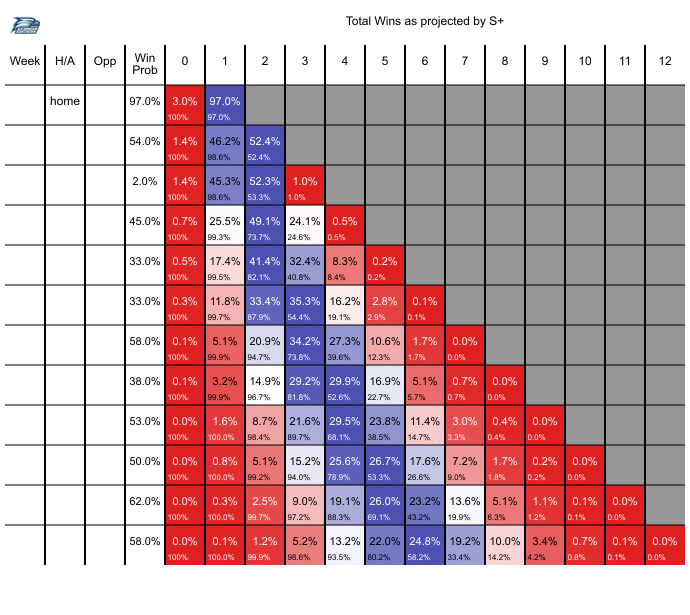 Total Wins as projected by S+
Week H/A Opp Win Prob 0 1 2 3 4 5 6 7 8 9 10 11 12
home 97.0% 3.0% 97.0%
100% 97.0%
54.0% 1.4% 46.2% 52.4%
100% 98.6% 52.4%
2.0% 1.4% 45.3% 52.3% 1.0%
100% 98.6% 53.3% 1.0%
45.0% 0.7% 25.5% 49.1% 24.1% 0.5%
100% 99.3% 73.7% 24.6% 0.5%
33.0% 0.5% 17.4% 41.4% 32.4% 8.3% 0.2%
100% 99.5% 82.1% 40.8% 8.4% 0.2%
33.0% 0.3% 11.8% 33.4% 35.3% 16.2% 2.8% 0.1%
100% 99.7% 87.9% 54.4% 19.1% 2.9% 0.1%
58.0% 0.1% 5.1% 20.9% 34.2% 27.3% 10.6% 1.7% 0.0%
100% 99.9% 94.7% 73.8% 39.6% 12.3% 1.7% 0.0%
38.0% 0.1% 3.2% 14.9% 29.2% 29.9% 16.9% 5.1% 0.7% 0.0%
100% 99.9% 96.7% 81.8% 52.6% 22.7% 5.7% 0.7% 0.0%
53.0% 0.0% 1.6% 8.7% 21.6% 29.5% 23.8% 11.4% 3.0% 0.4% 0.0%
100% 100.0% 98.4% 89.7% 68.1% 38.5% 14.7% 3.3% 0.4% 0.0%
50.0% 0.0% 0.8% 5.1% 15.2% 25.6% 26.7% 17.6% 7.2% 1.7% 0.2% 0.0%
100% 100.0% 99.2% 94.0% 78.9% 53.3% 26.6% 9.0% 1.8% 0.2% 0.0%
62.0% 0.0% 0.3% 2.5% 9.0% 19.1% 26.0% 23.2% 13.6% 5.1% 1.1% 0.1% 0.0%
100% 100.0% 99.7% 97.2% 88.3% 69.1% 43.2% 19.9% 6.3% 1.2% 0.1% 0.0%
58.0% 0.0% 0.1% 1.2% 5.2% 13.2% 22.0% 24.8% 19.2% 10.0% 3.4% 0.7% 0.1% 0.0%
100% 100.0% 99.9% 98.6% 93.5% 80.2% 58.2% 33.4% 14.2% 4.2% 0.8% 0.1% 0.0%